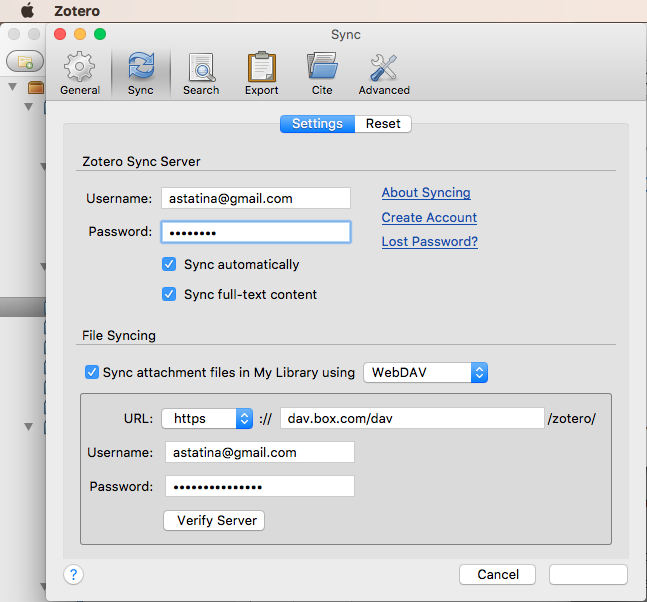 Zotero
Sync
General Sync Search Export Cite Advanced
Settings Reset
Zotero Sync Server
Username: astatina@gmail.com
About Syncing
Password: ••••••••
Create Account
Lost Password?
Sync automatically
Sync full-text content
File Syncing
Sync attachment files in My Library using WebDAV
URL: https :// dav.box.com/dav /zotero/
Username: astatina@gmail.com
Password: •••••••••••••••
Verify Server
? Cancel